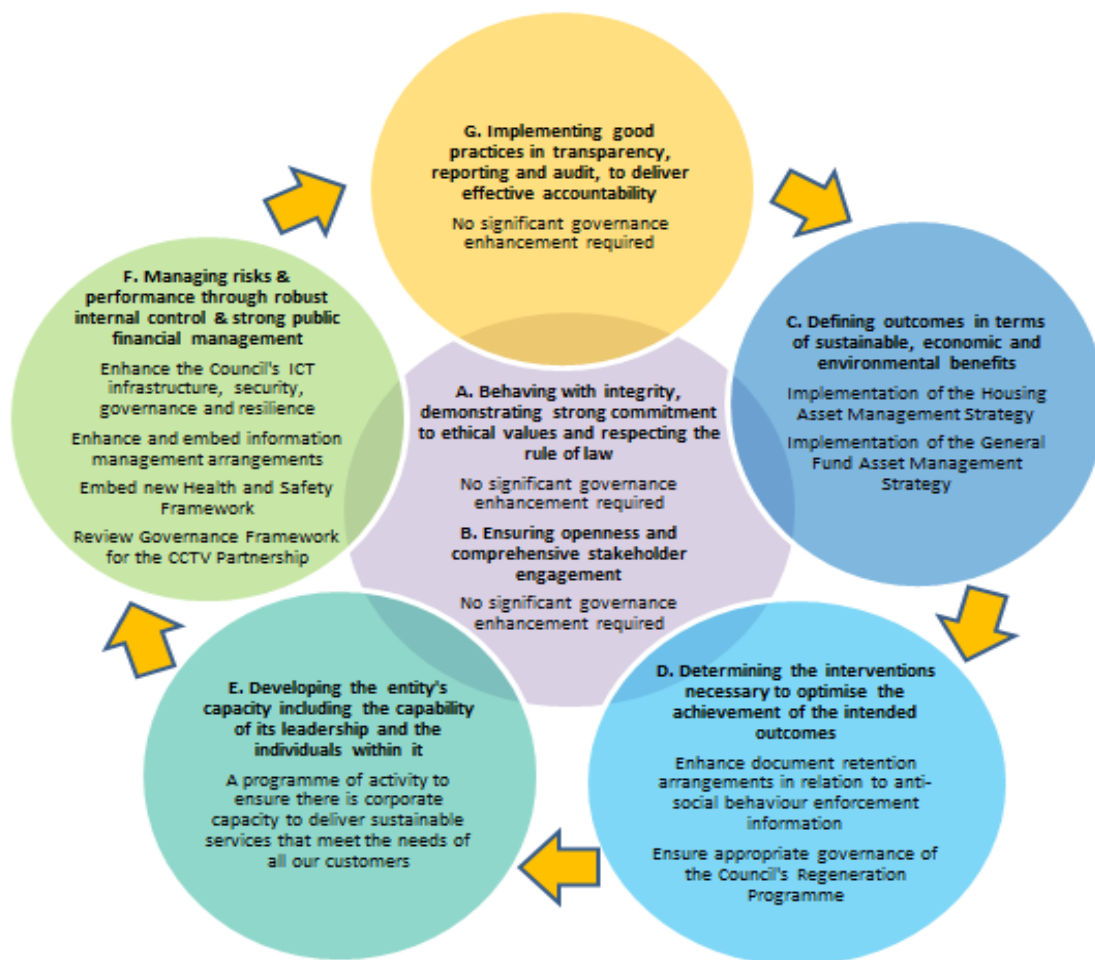 G. Implementing good
practices in transparency,
reporting and audit, to deliver
effective accountability
No significant governance
enhancement required
C. Defining outcomes in terms
of sustainable, economic and
environmental benefits
Implementation of the Housing
Asset Management Strategy
Implementation of the General
Fund Asset Management
Strategy
D. Determining the interventions
necessary to optimise the
achievement of the intended
outcomes
Enhance document retention
arrangements in relation to anti-
social behaviour enforcement
information
Ensure appropriate governance of
the Council's Regeneration
Programme
E. Developing the entity's
capacity including the capability
of its leadership and the
individuals within it
A programme of activity to
ensure there is corporate
capacity to deliver sustainable
services that meet the needs of
all our customers
F. Managing risks &
performance through robust
internal control & strong public
financial management
Enhance the Council's ICT
infrastructure, security,
governance and resilience
Enhance and embed information
management arrangements
Embed new Health and Safety
Framework
Review Governance Framework
for the CCTV Partnership
A. Behaving with integrity,
demonstrating strong commitment
to ethical values and respecting the
rule of law
No significant governance
enhancement required
B. Ensuring openness and
comprehensive stakeholder
engagement
No significant governance
enhancement required